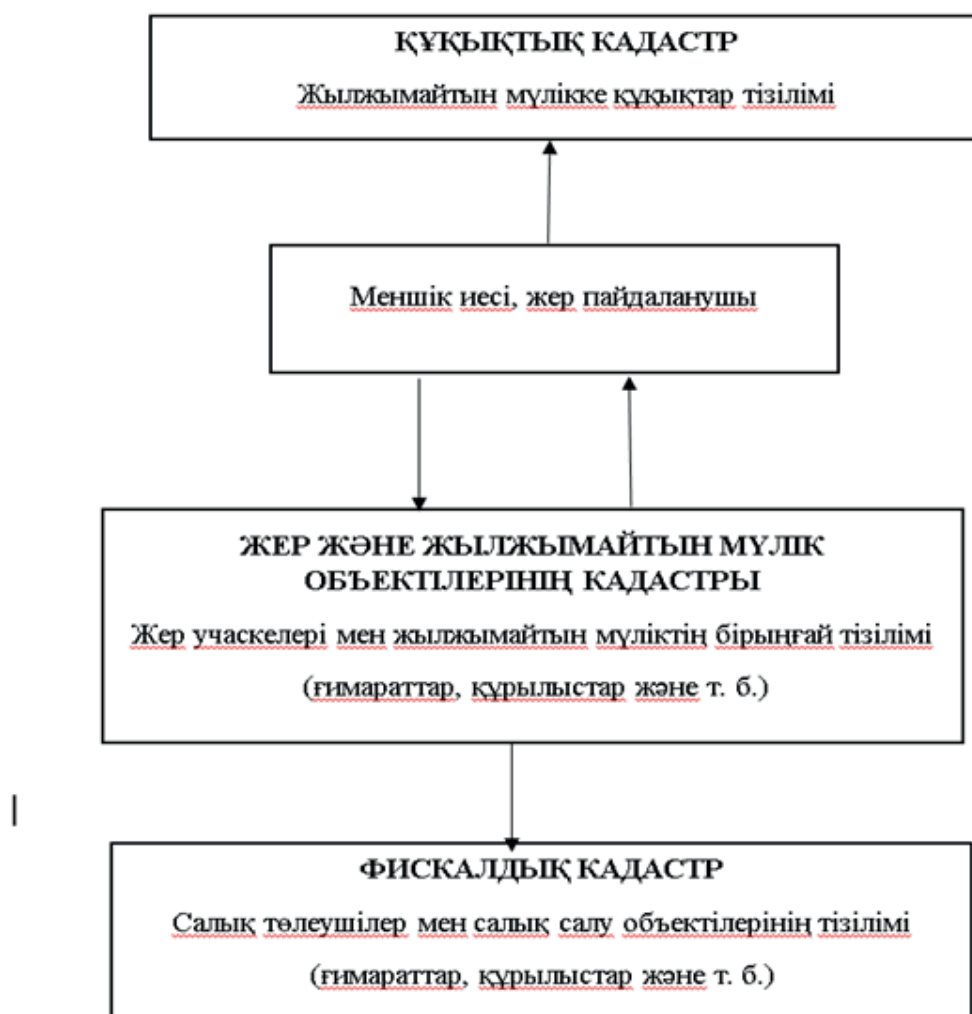 ҚҰҚЫҚТЫҚ КАДАСТР
Жылжымайтын мүлікке құқықтар тізілімі
Меншік иесі, жер пайдаланушы
ЖЕР ЖӘНЕ ЖЫЛЖЫМАЙТЫН МҮЛІК
ОБЪЕКТІЛЕРІНІҢ КАДАСТРЫ
Жер учаскелері мен жылжымайтын мүліктің бірыңғай тізілімі
(ғимараттар, құрылыстар және т. б.)
ФИСКАЛДЫҚ КАДАСТР
Салық төлеушілер мен салық салу объектілерінің тізілімі
(ғимараттар, құрылыстар және т. б.)